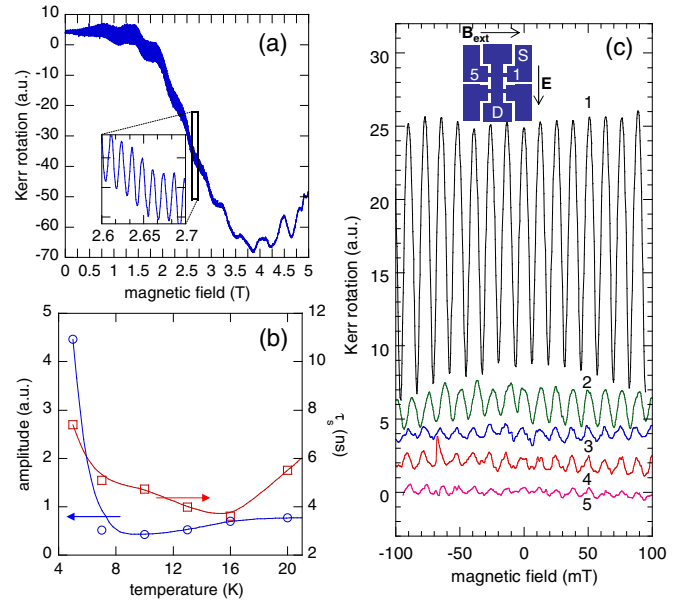 (a)
Kerr rotation (a.u.)
10
0
-10
-20
-30
-40
-50
-60
-70
2.6 2.65 2.7
0 0.5 1 1.5 2 2.5 3 3.5 4 4.5 5
magnetic field (T)
(b)
amplitude (a.u.)
5
4
3
2
1
0
12
10
8
6
4
2
τs (ns)
4 8 12 16 20
temperature (K)
(c)
Bext
S
5 1
E
D
Kerr rotation (a.u.)
30
25
20
15
10
5
0
1
2
3
4
5
-100 -50 0 50 100
magnetic field (mT)